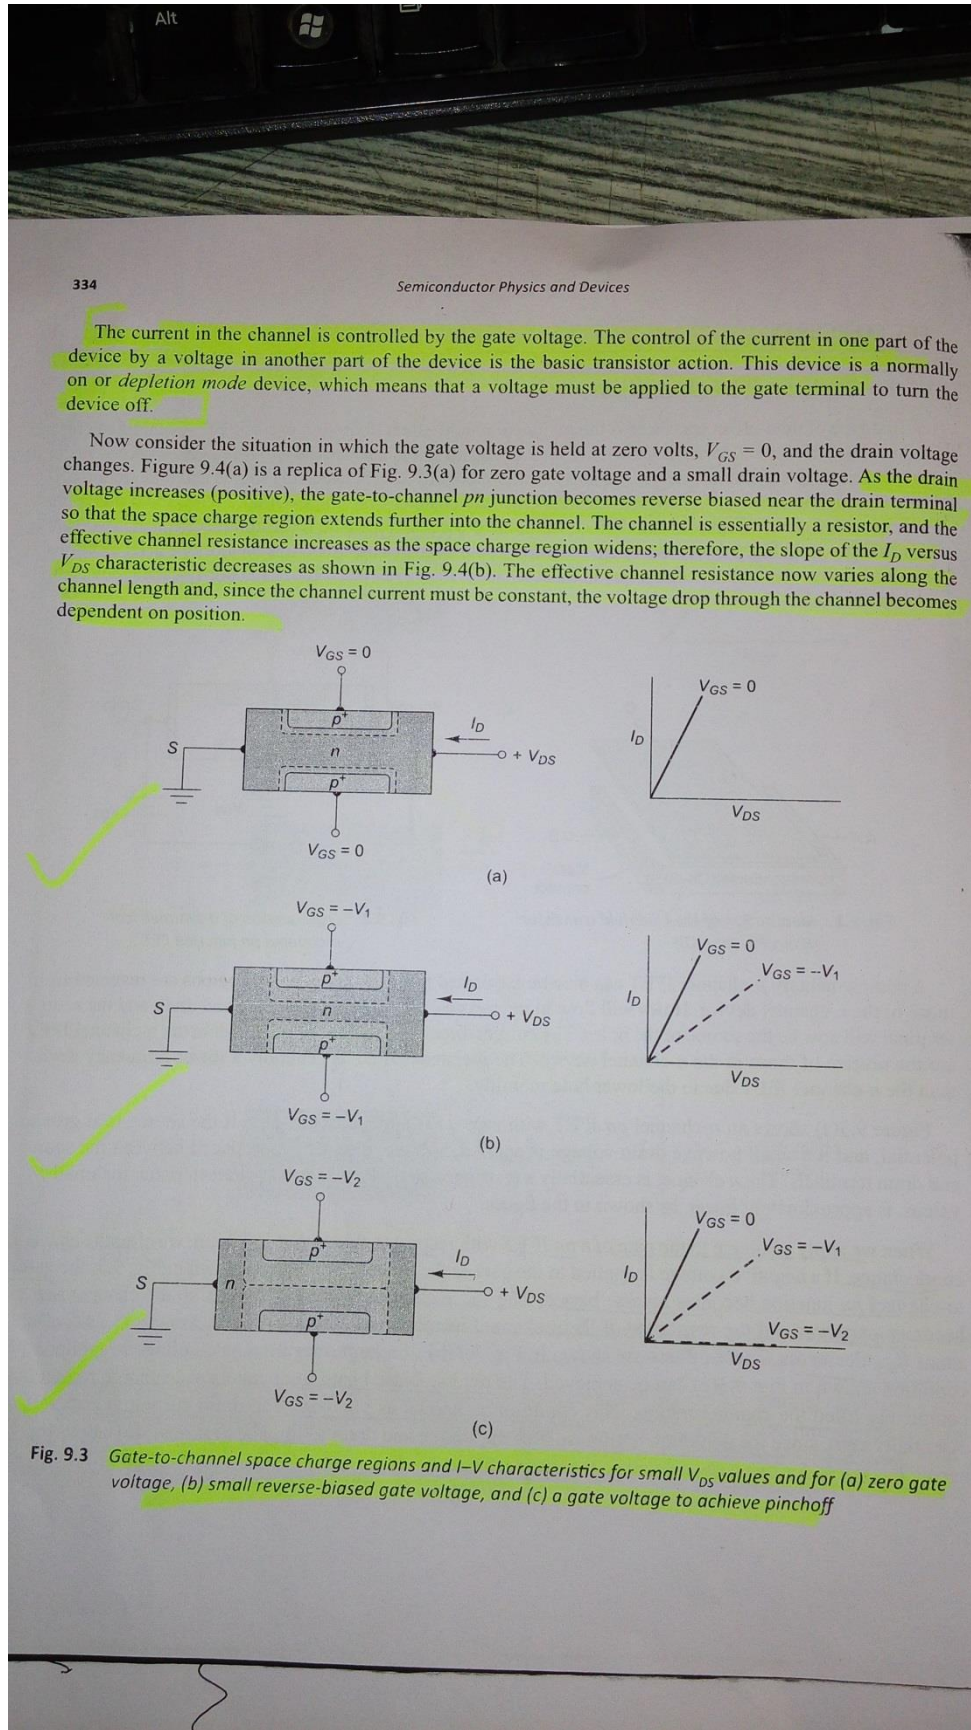 Alt
334
Semiconductor Physics and Devices
The current in the channel is controlled by the gate voltage. The control of the current in one part of the
device by a voltage in another part of the device is the basic transistor action. This device is a normally
on or depletion mode device, which means that a voltage must be applied to the gate terminal to turn the
device off.
Now consider the situation in which the gate voltage is held at zero volts, VGS = 0, and the drain voltage
changes. Figure 9.4(a) is a replica of Fig. 9.3(a) for zero gate voltage and a small drain voltage. As the drain
voltage increases (positive), the gate-to-channel pn junction becomes reverse biased near the drain terminal
so that the space charge region extends further into the channel. The channel is essentially a resistor, and the
effective channel resistance increases as the space charge region widens; therefore, the slope of the ID versus
VDS characteristic decreases as shown in Fig. 9.4(b). The effective channel resistance now varies along the
channel length and, since the channel current must be constant, the voltage drop through the channel becomes
dependent on position.
VGS = 0
p+
n
p+
S
ID
+ VDS
VGS = 0
ID
VGS = 0
VDS
(a)
VGS = –V1
p+
n
p+
S
ID
+ VDS
VGS = –V1
ID
VGS = 0
VGS = –V1
VDS
(b)
VGS = –V2
p+
n
p+
S
ID
+ VDS
VGS = –V2
ID
VGS = 0
VGS = –V1
VGS = –V2
VDS
(c)
Fig. 9.3 Gate-to-channel space charge regions and I–V characteristics for small VDS values and for (a) zero gate
voltage, (b) small reverse-biased gate voltage, and (c) a gate voltage to achieve pinchoff